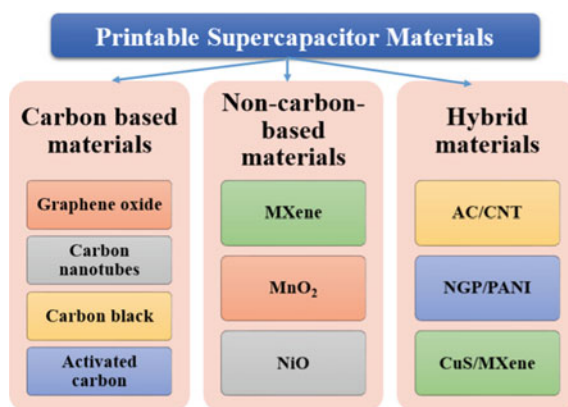 Printable Supercapacitor Materials
Carbon based
materials
Graphene oxide
Carbon
nanotubes
Carbon black
Activated
carbon
Non-carbon-
based
materials
MXene
MnO₂
NiO
Hybrid
materials
AC/CNT
NGP/PANI
CuS/MXene